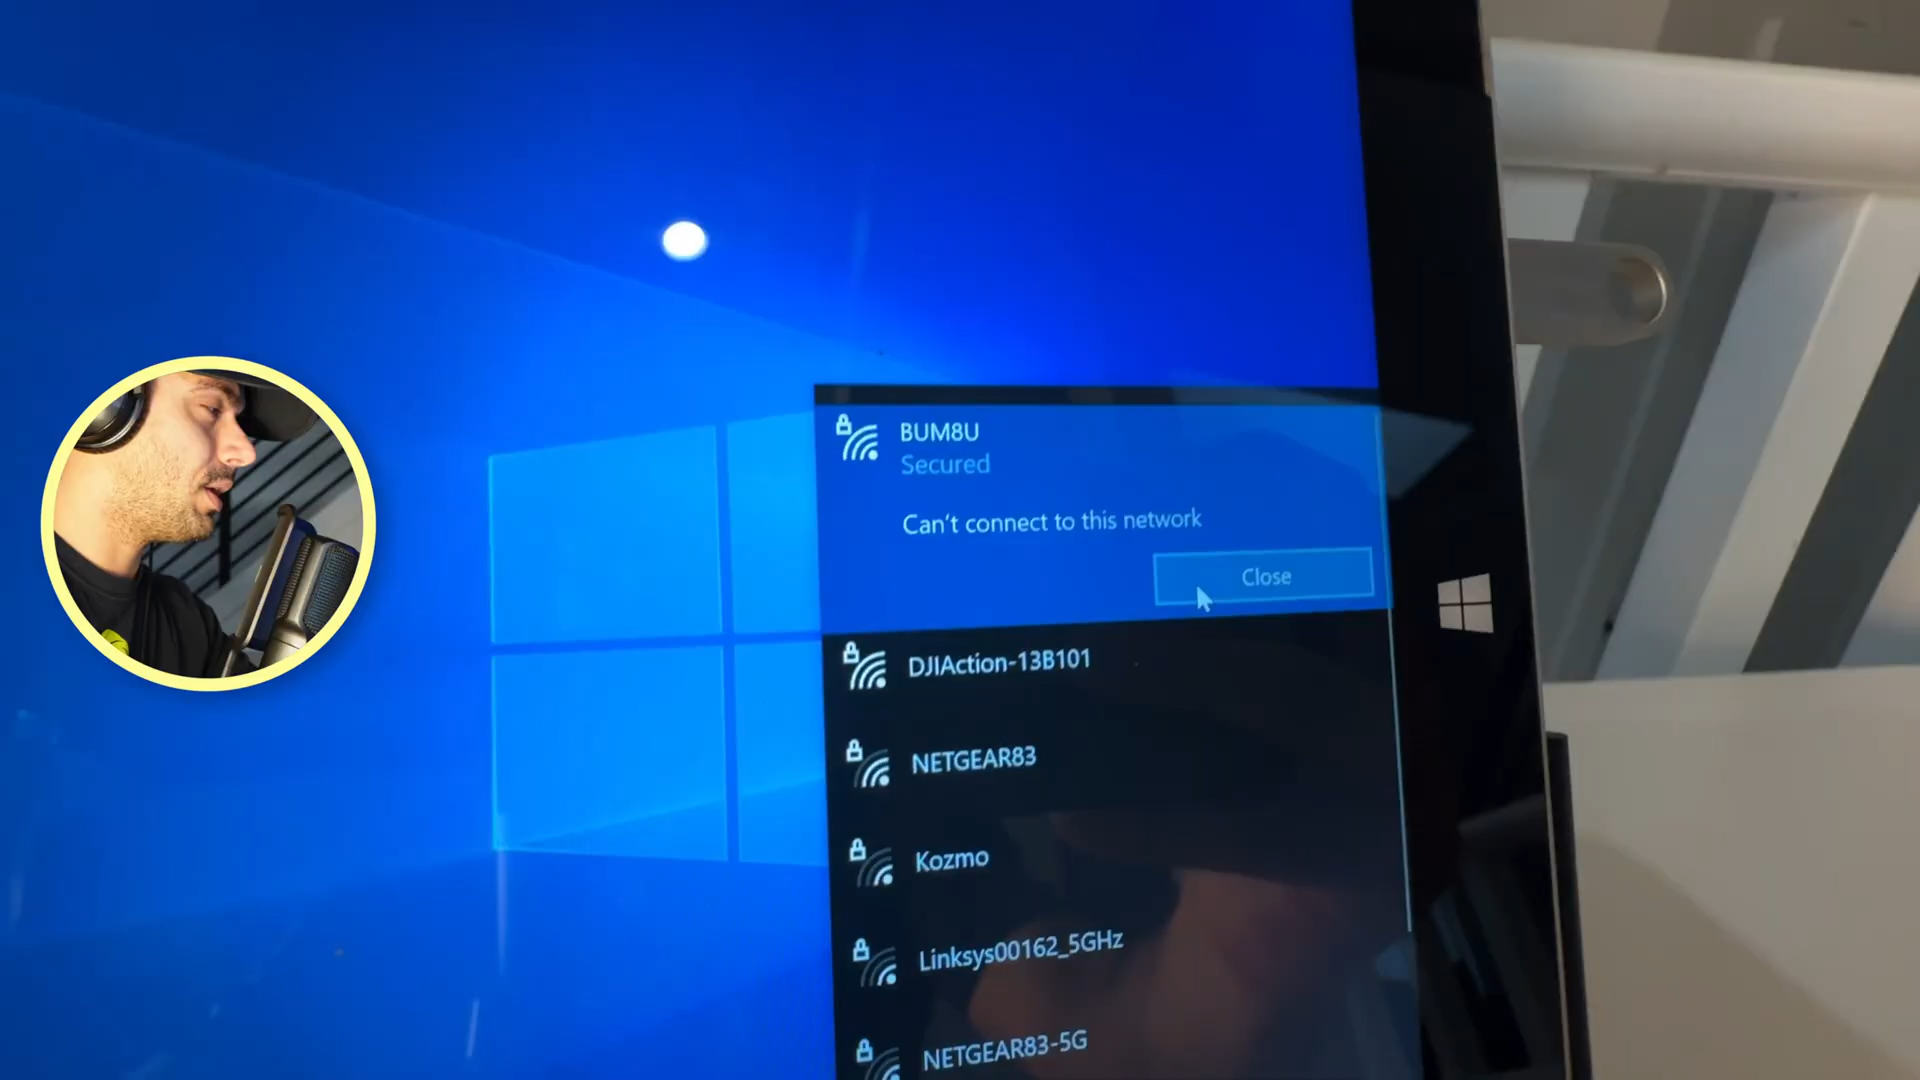 BUM8U
Secured
Can't connect to this network
Close
DJIAction-13B101
NETGEAR83
Kozmo
Linksys00162_5GHz
NETGEAR83-5G